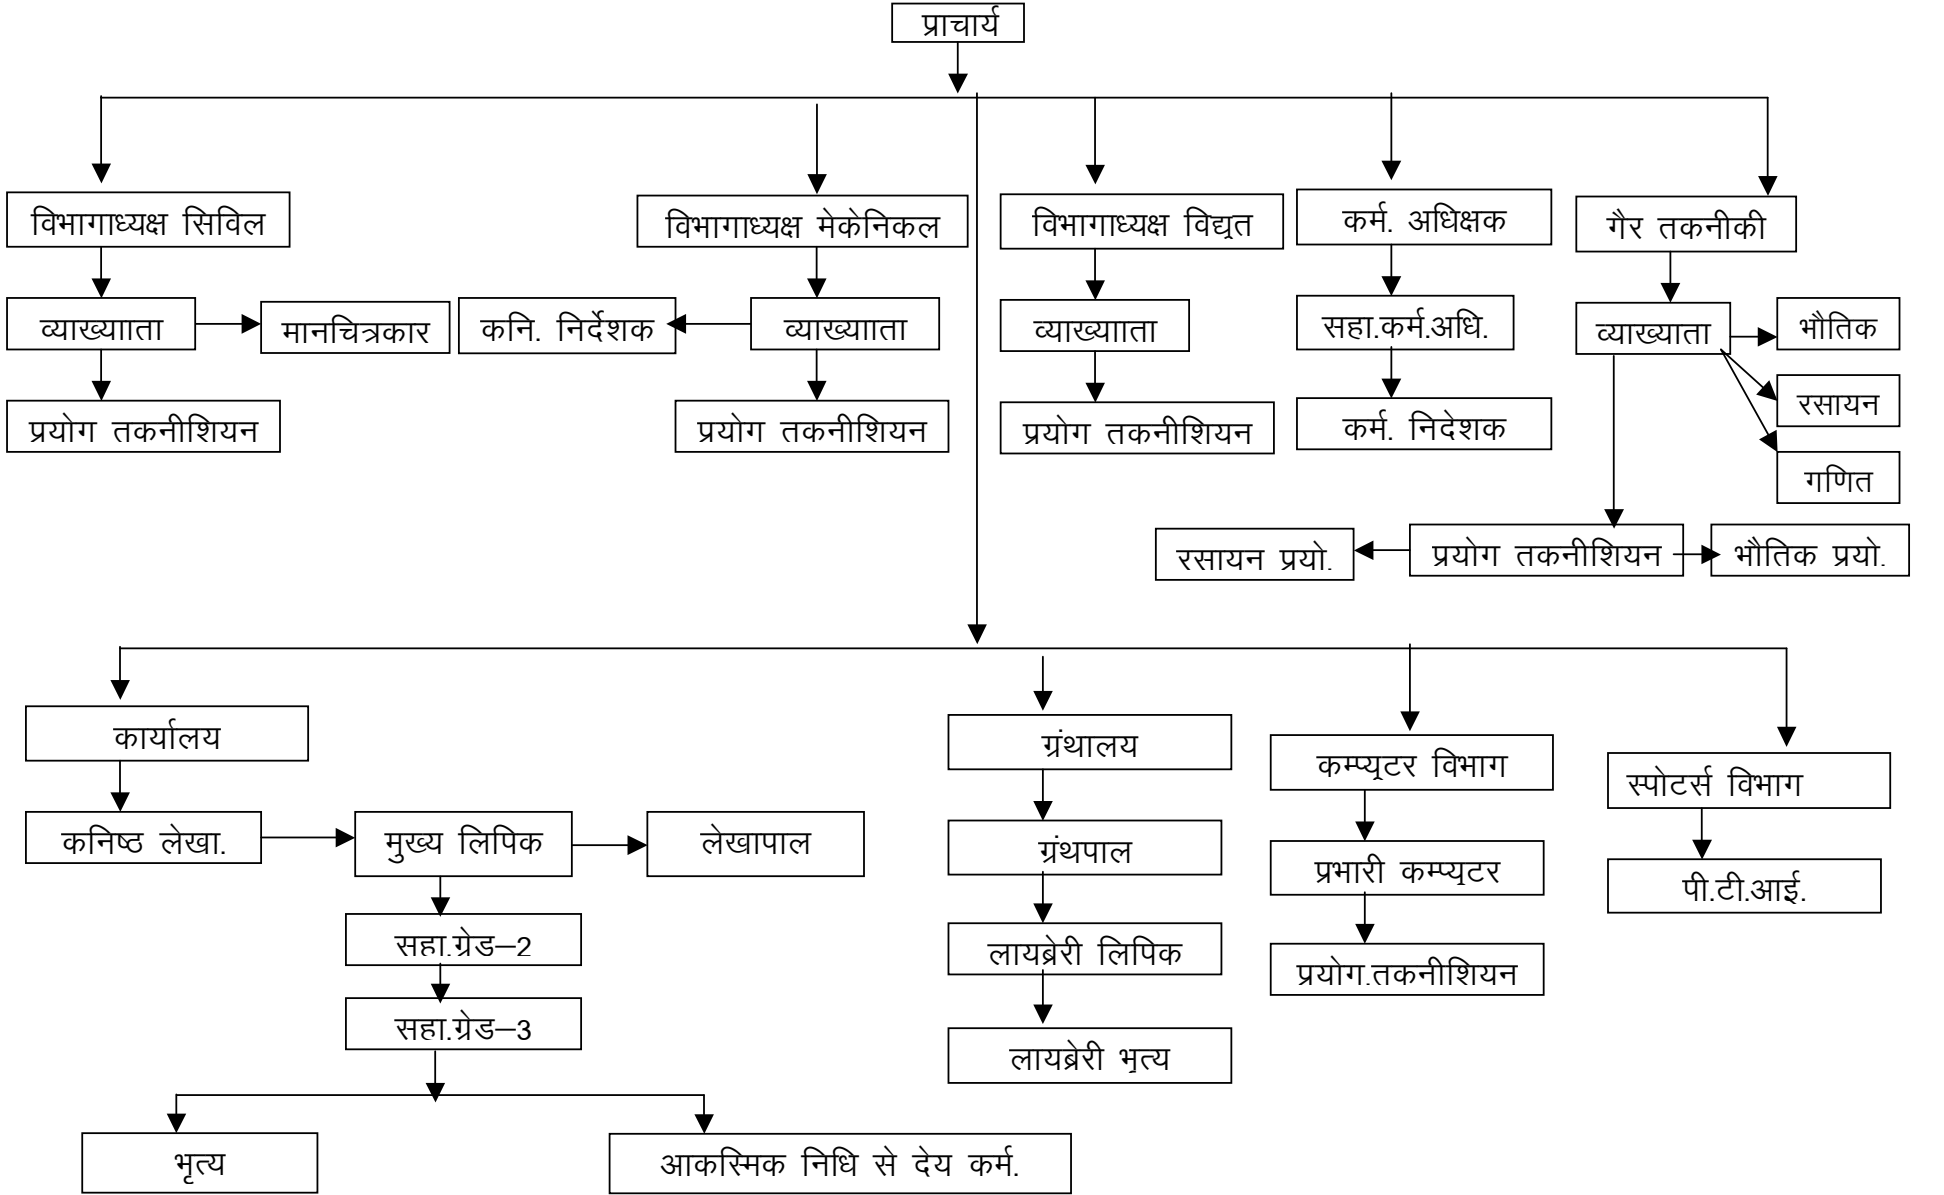 प्राचार्य
विभागाध्यक्ष सिविल
विभागाध्यक्ष मेकेनिकल
विभागाध्यक्ष विद्युत
कर्म. अधिक्षक
गैर तकनीकी
व्याख्यााता
मानचित्रकार
कनि. निर्देशक
व्याख्यााता
व्याख्यााता
सहा.कर्म.अधि.
व्याख्याता
भौतिक
रसायन
गणित
प्रयोग तकनीशियन
प्रयोग तकनीशियन
प्रयोग तकनीशियन
कर्म. निदेशक
रसायन प्रयो.
प्रयोग तकनीशियन
भौतिक प्रयो.
कार्यालय
ग्रंथालय
कम्प्यूटर विभाग
स्पोटर्स विभाग
कनिष्ठ लेखा.
मुख्य लिपिक
लेखापाल
ग्रंथपाल
प्रभारी कम्प्यूटर
पी.टी.आई.
सहा.ग्रेड–2
लायब्रेरी लिपिक
प्रयोग.तकनीशियन
सहा.ग्रेड–3
लायब्रेरी भृत्य
भृत्य
आकस्मिक निधि से देय कर्म.